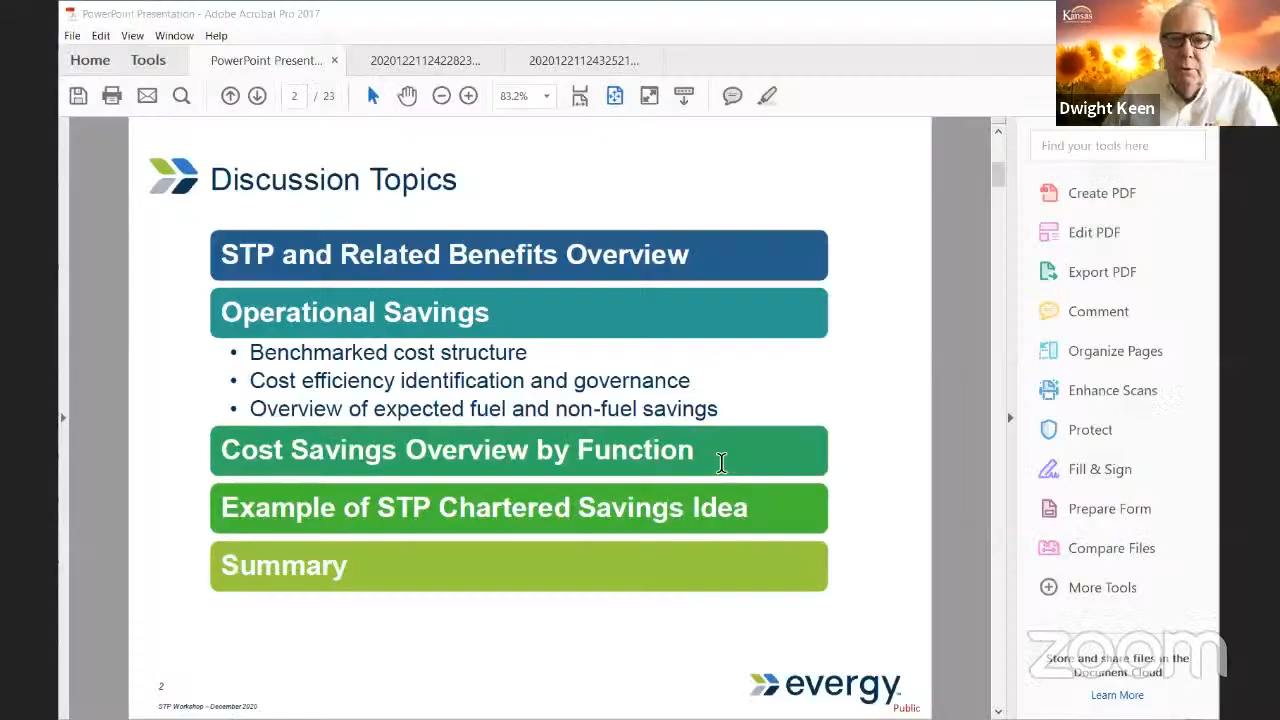 PowerPoint Presentation - Adobe Acrobat Pro 2017
File Edit View Window Help
Home Tools PowerPoint Present... × 2020122112422823... 2020122112432521...
2 / 23 83.2%
Kansas
Dwight Keen
Discussion Topics
STP and Related Benefits Overview
Operational Savings
• Benchmarked cost structure
• Cost efficiency identification and governance
• Overview of expected fuel and non-fuel savings
Cost Savings Overview by Function
Example of STP Chartered Savings Idea
Summary
2
STP Workshop – December 2020
evergy
Public
Find your tools here
Create PDF
Edit PDF
Export PDF
Comment
Organize Pages
Enhance Scans
Protect
Fill & Sign
Prepare Form
Compare Files
More Tools
Store and share files in the
Document Cloud
Learn More
zoom